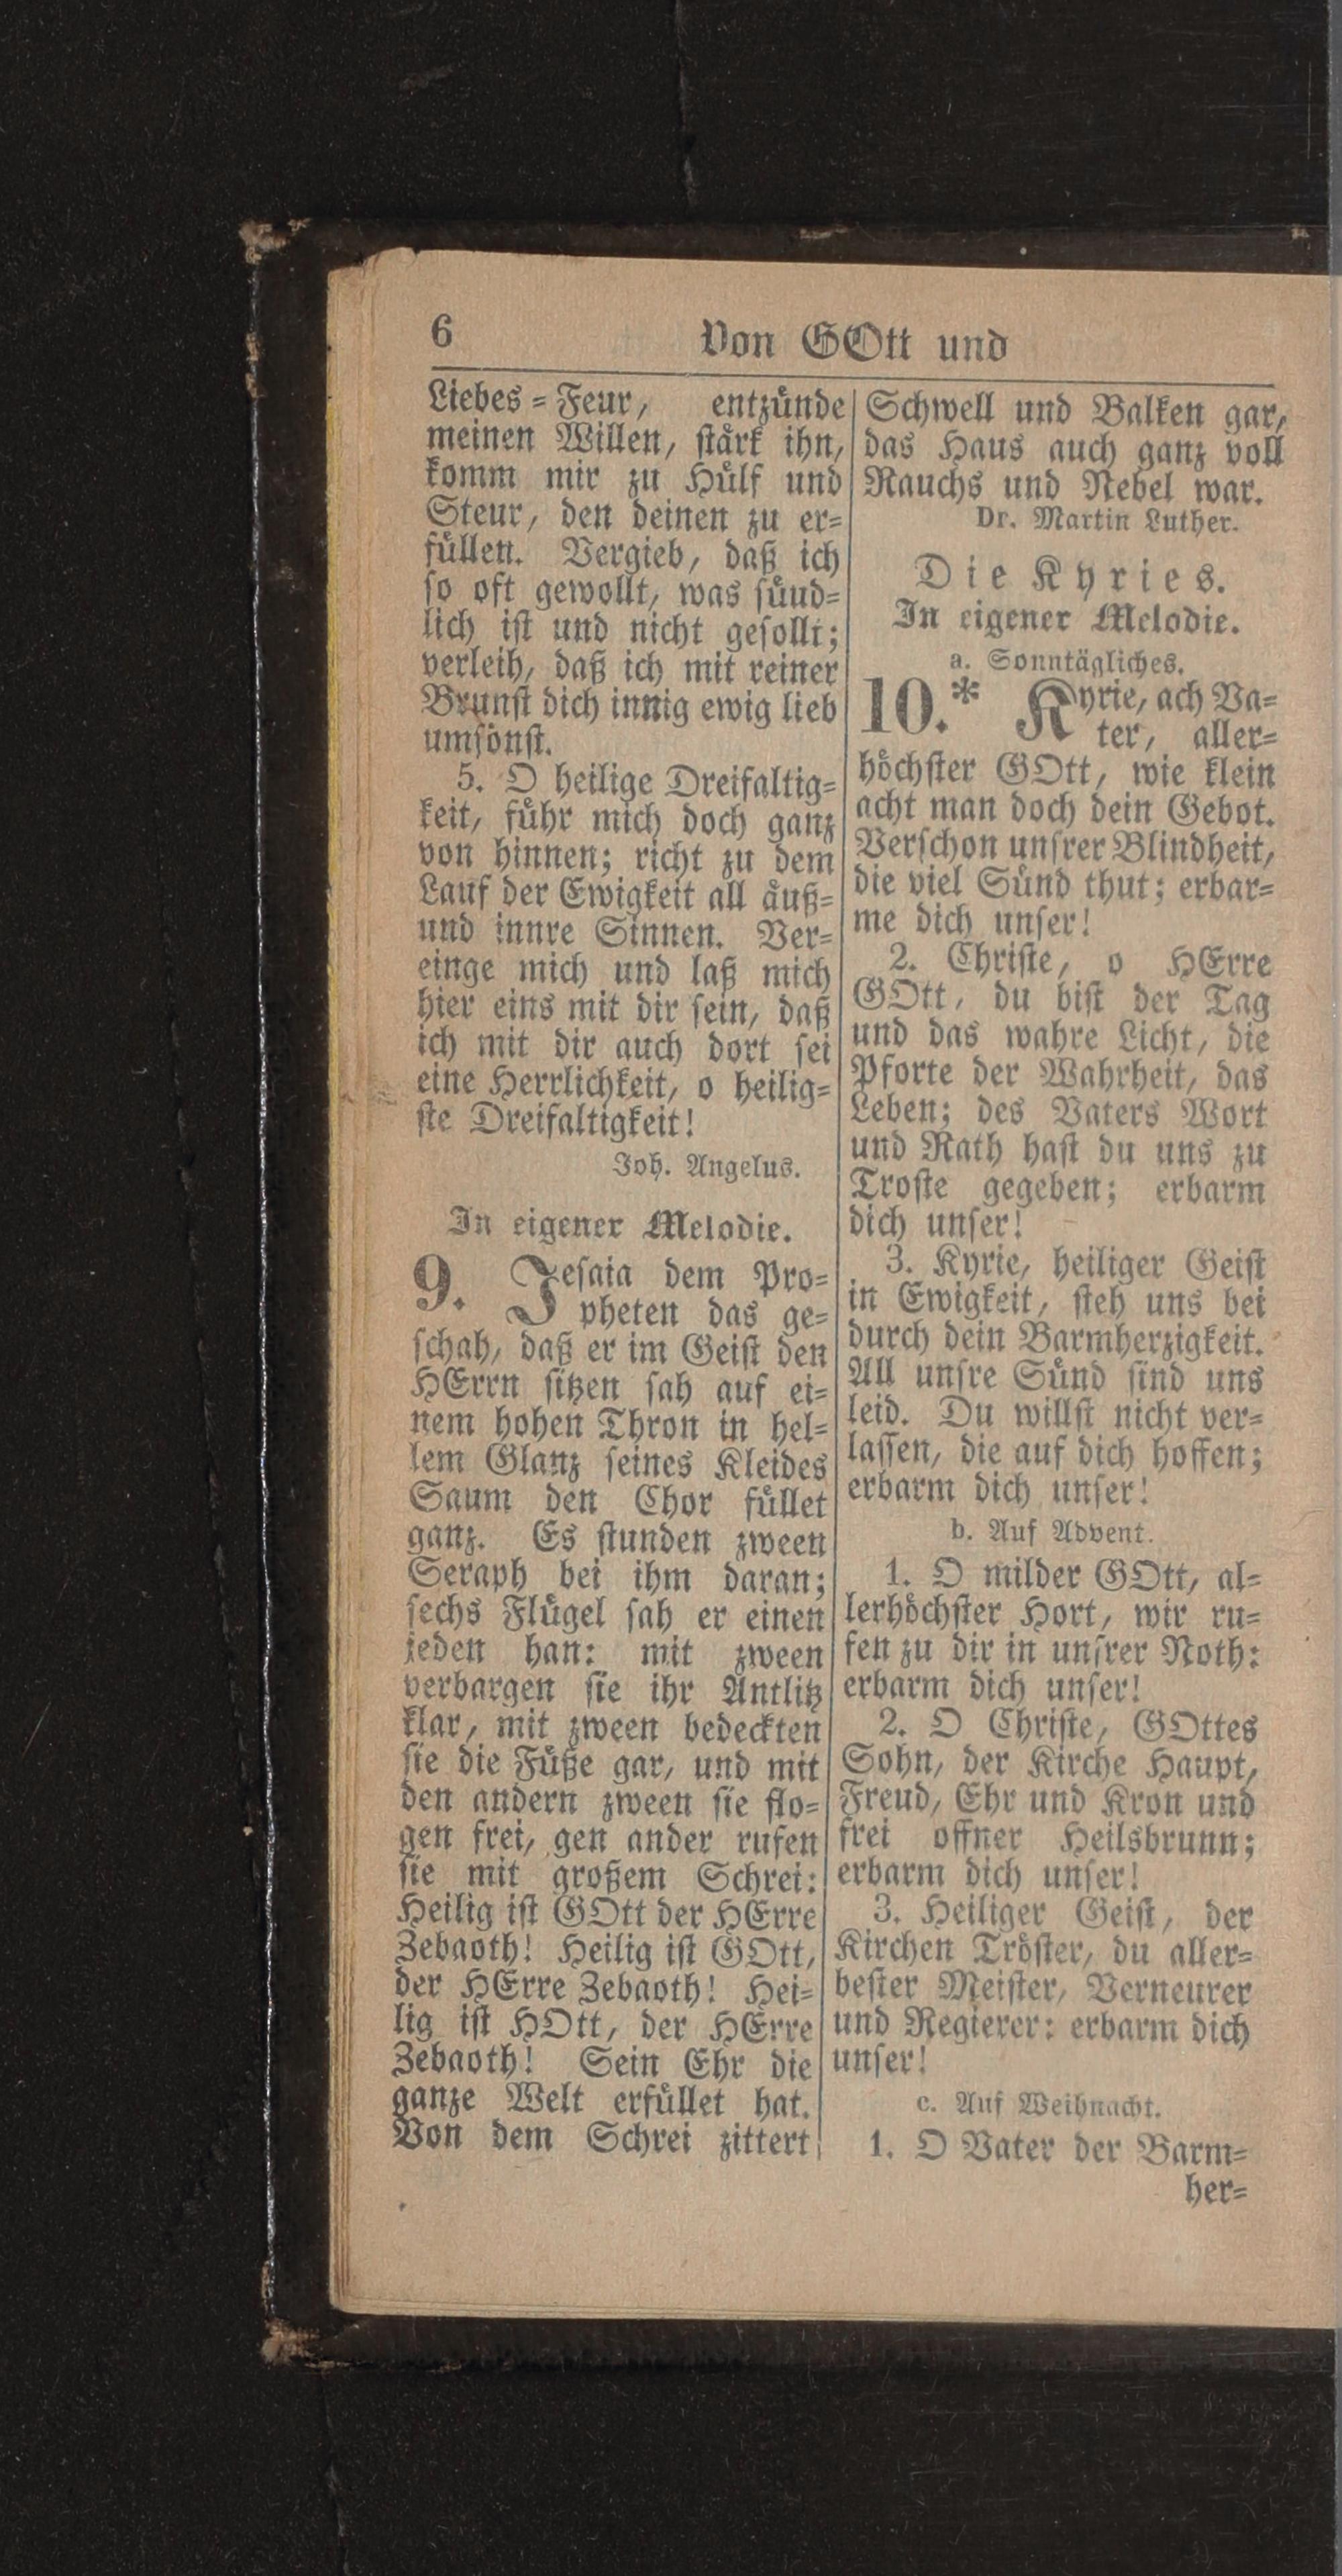 6
Von GOtt und
Liebes-Feur, entzünde
meinen Willen, stärk ihn,
komm mir zu Hülf und
Steur, den deinen zu er-
füllen. Vergieb, daß ich
so oft gewollt, was sünd-
lich ist und nicht gesollt;
verleih, daß ich mit reiner
Brunst dich innig ewig lieb
umsönst.
5. O heilige Dreifaltig-
keit, führ mich doch ganz
von hinnen; richt zu dem
Lauf der Ewigkeit all äuß-
und innre Sinnen. Ver-
einge mich und laß mich
hier eins mit dir sein, daß
ich mit dir auch dort sei
eine Herrlichkeit, o heilig-
ste Dreifaltigkeit!
Joh. Angelus.
In eigener Melodie.
9. Jesaia dem Pro-
pheten das ge-
schah, daß er im Geist den
HErrn sitzen sah auf ei-
nem hohen Thron in hel-
lem Glanz seines Kleides
Saum den Chor füllet
ganz. Es stunden zween
Seraph bei ihm daran;
sechs Flügel sah er einen
jeden han: mit zween
verbargen sie ihr Antlitz
klar, mit zween bedeckten
sie die Füße gar, und mit
den andern zween sie flo-
gen frei, gen ander rufen
sie mit großem Schrei:
Heilig ist GOtt der HErre
Zebaoth! Heilig ist GOtt,
der HErre Zebaoth! Hei-
lig ist HOtt, der HErre
Zebaoth! Sein Ehr die
ganze Welt erfüllet hat.
Von dem Schrei zittert
Schwell und Balken gar,
das Haus auch ganz voll
Rauchs und Nebel war.
Dr. Martin Luther.
Die Kyries.
In eigener Melodie.
a. Sonntägliches.
10.* Kyrie, ach Va-
ter, aller-
höchster GOtt, wie klein
acht man doch dein Gebot.
Verschon unsrer Blindheit,
die viel Sünd thut; erbar-
me dich unser!
2. Christe, o HErre
GOtt, du bist der Tag
und das wahre Licht, die
Pforte der Wahrheit, das
Leben; des Vaters Wort
und Rath hast du uns zu
Troste gegeben; erbarm
dich unser!
3. Kyrie, heiliger Geist
in Ewigkeit, steh uns bei
durch dein Barmherzigkeit.
All unsre Sünd sind uns
leid. Du willst nicht ver-
lassen, die auf dich hoffen;
erbarm dich unser!
b. Auf Advent.
1. O milder GOtt, al-
lerhöchster Hort, wir ru-
fen zu dir in unsrer Noth:
erbarm dich unser!
2. O Christe, GOttes
Sohn, der Kirche Haupt,
Freud, Ehr und Kron und
frei offner Heilsbrunn;
erbarm dich unser!
3. Heiliger Geist, der
Kirchen Tröster, du aller-
bester Meister, Verneurer
und Regierer: erbarm dich
unser!
c. Auf Weihnacht.
1. O Vater der Barm-
her-